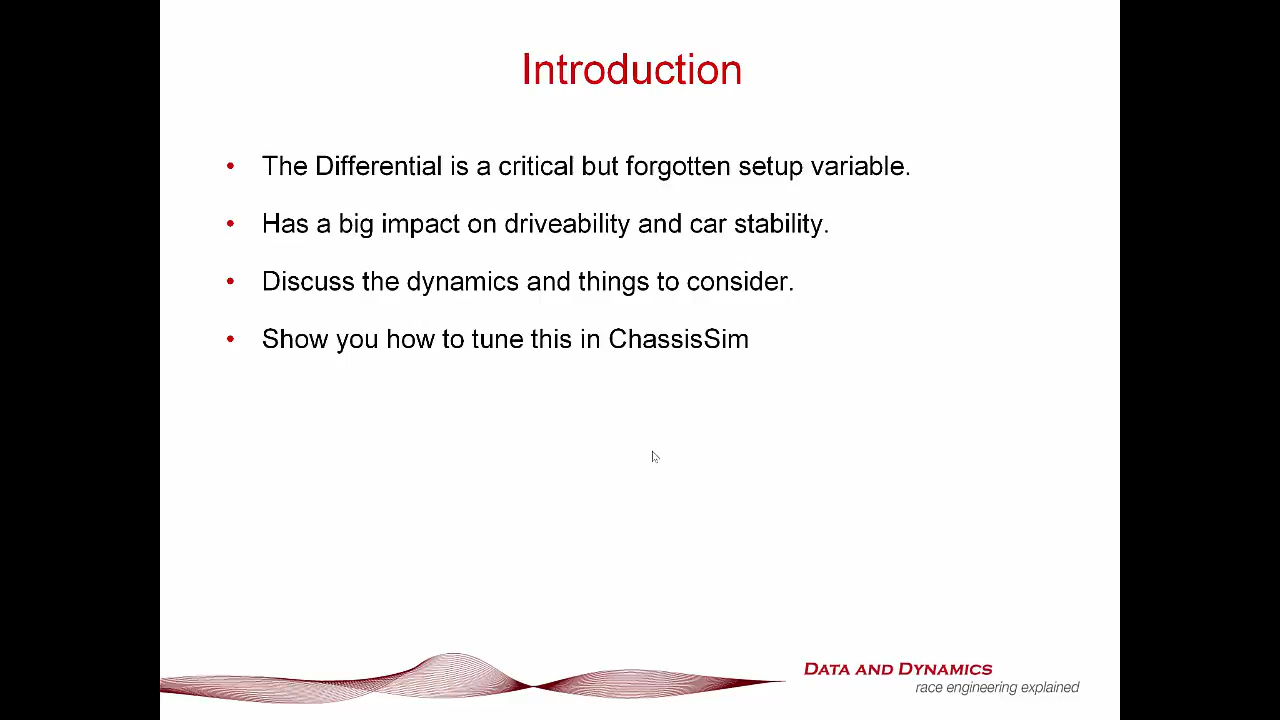 Introduction
• The Differential is a critical but forgotten setup variable.
• Has a big impact on driveability and car stability.
• Discuss the dynamics and things to consider.
• Show you how to tune this in ChassisSim
DATA AND DYNAMICS
race engineering explained